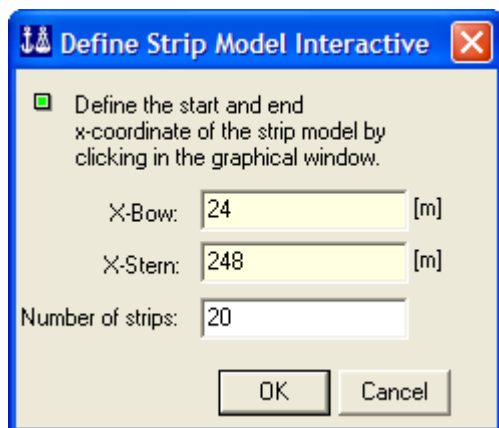 Define Strip Model Interactive
Define the start and end
x-coordinate of the strip model by
clicking in the graphical window.
X-Bow: 24 [m]
X-Stern: 248 [m]
Number of strips: 20
OK Cancel